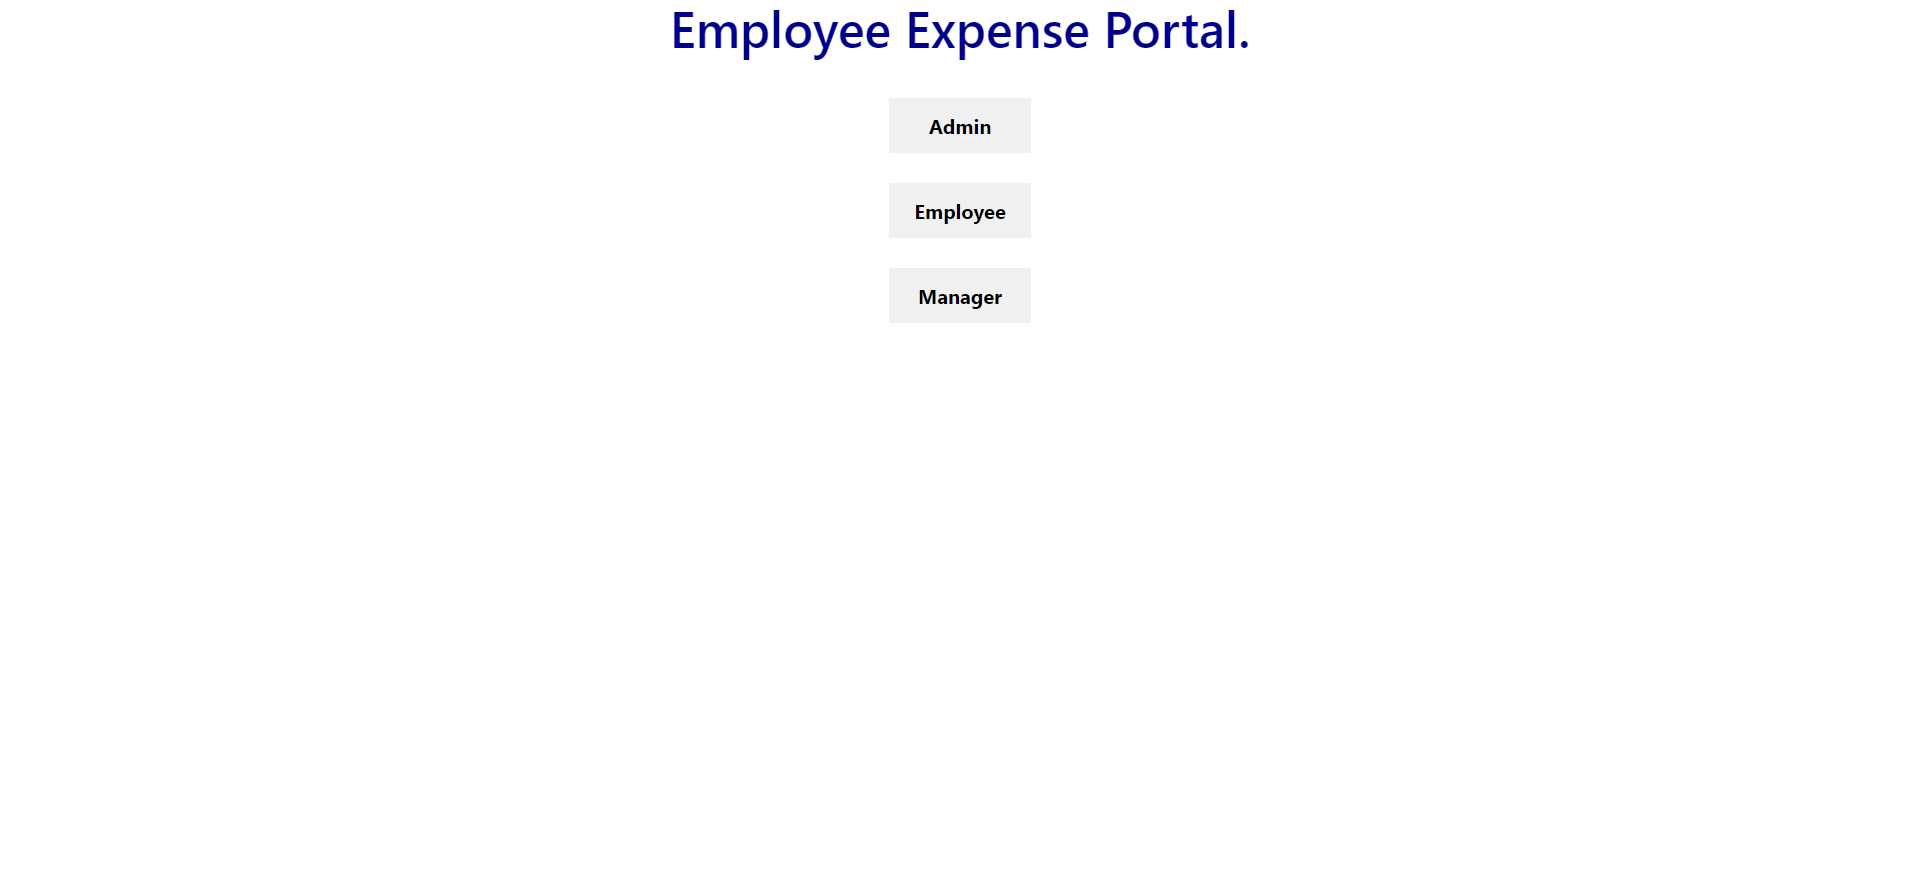 Employee Expense Portal.
Admin
Employee
Manager